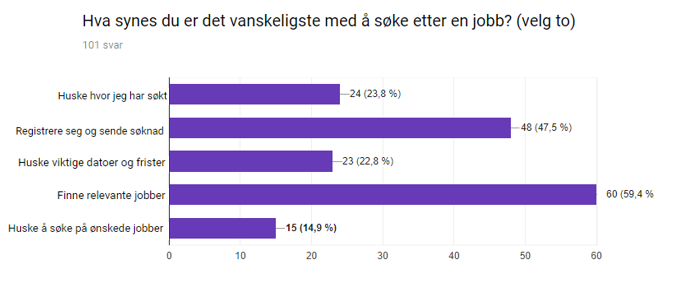 Hva synes du er det vanskeligste med å søke etter en jobb? (velg to)
101 svar
Huske hvor jeg har søkt
24 (23,8 %)
Registrere seg og sende søknad
48 (47,5 %)
Huske viktige datoer og frister
23 (22,8 %)
Finne relevante jobber
60 (59,4 %
Huske å søke på ønskede jobber
15 (14,9 %)
0 10 20 30 40 50 60